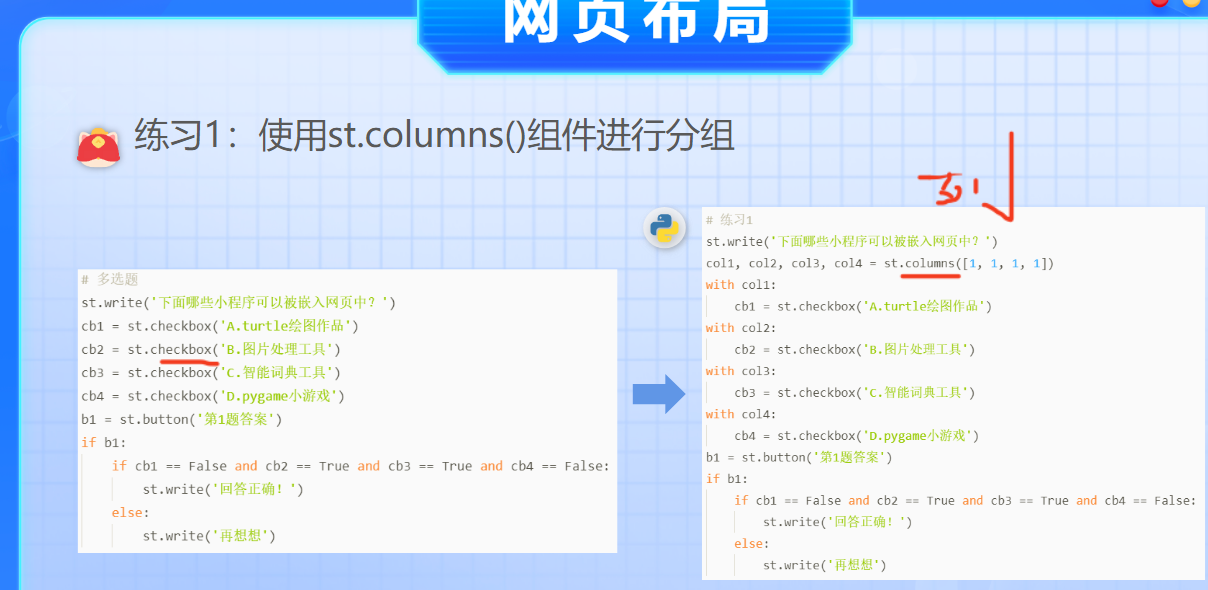 网页布局
练习1：使用st.columns()组件进行分组
列
# 多选题
st.write('下面哪些小程序可以被嵌入网页中？')
cb1 = st.checkbox('A.turtle绘图作品')
cb2 = st.checkbox('B.图片处理工具')
cb3 = st.checkbox('C.智能词典工具')
cb4 = st.checkbox('D.pygame小游戏')
b1 = st.button('第1题答案')
if b1:
    if cb1 == False and cb2 == True and cb3 == True and cb4 == False:
        st.write('回答正确！')
    else:
        st.write('再想想')
# 练习1
st.write('下面哪些小程序可以被嵌入网页中？')
col1, col2, col3, col4 = st.columns([1, 1, 1, 1])
with col1:
    cb1 = st.checkbox('A.turtle绘图作品')
with col2:
    cb2 = st.checkbox('B.图片处理工具')
with col3:
    cb3 = st.checkbox('C.智能词典工具')
with col4:
    cb4 = st.checkbox('D.pygame小游戏')
b1 = st.button('第1题答案')
if b1:
    if cb1 == False and cb2 == True and cb3 == True and cb4 == False:
        st.write('回答正确！')
    else:
        st.write('再想想')